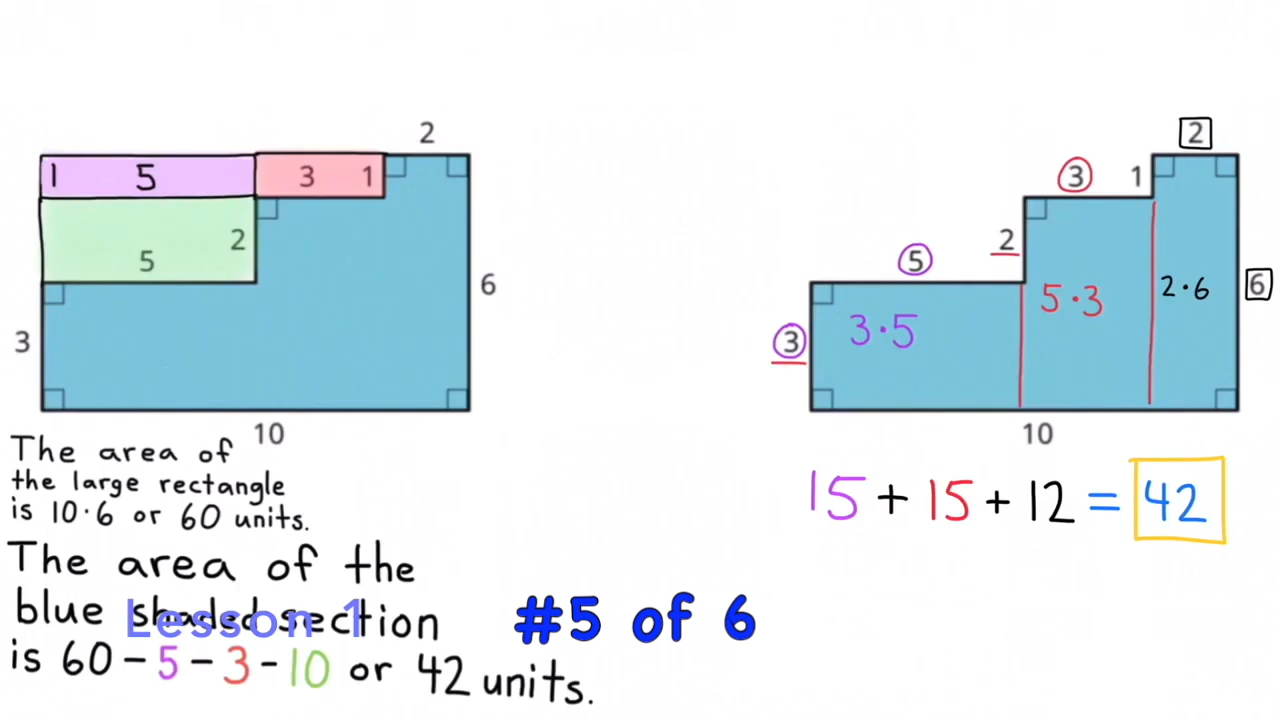 2
1 5 3 1
2
5
6
3
10
The area of
the large rectangle
is 10·6 or 60 units.
The area of the
blue shaded section
is 60-5-3-10 or 42 units.
Lesson 1
#5 of 6
2
3 1
2
5
5·3 2·6 6
3 3·5
10
15 + 15 + 12 = 42